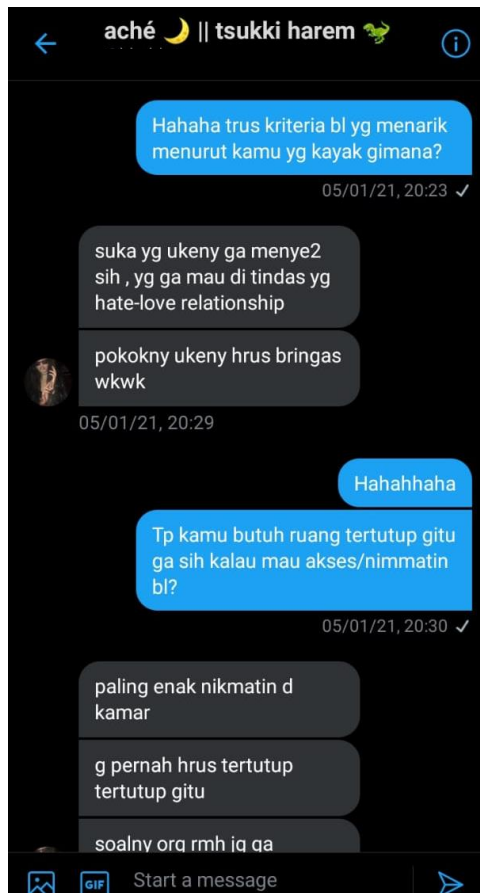 aché 🌙 || tsukki harem 🦖
Hahaha trus kriteria bl yg menarik
menurut kamu yg kayak gimana?
05/01/21, 20:23 ✓
suka yg ukeny ga menye2
sih , yg ga mau di tindas yg
hate-love relationship
pokokny ukeny hrus bringas
wkwk
05/01/21, 20:29
Hahahhaha
Tp kamu butuh ruang tertutup gitu
ga sih kalau mau akses/nimmatin
bl?
05/01/21, 20:30 ✓
paling enak nikmatin d
kamar
g pernah hrus tertutup
tertutup gitu
soalny org rmh jg ga
GIF
Start a message